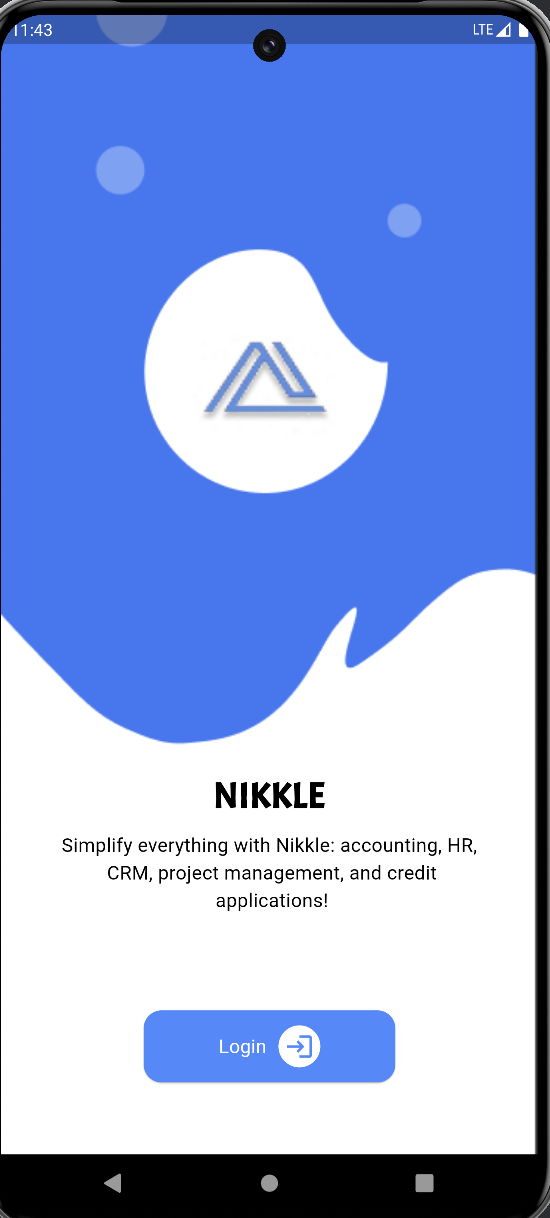 11:43
LTE
NIKKLE
Simplify everything with Nikkle: accounting, HR,
CRM, project management, and credit
applications!
Login